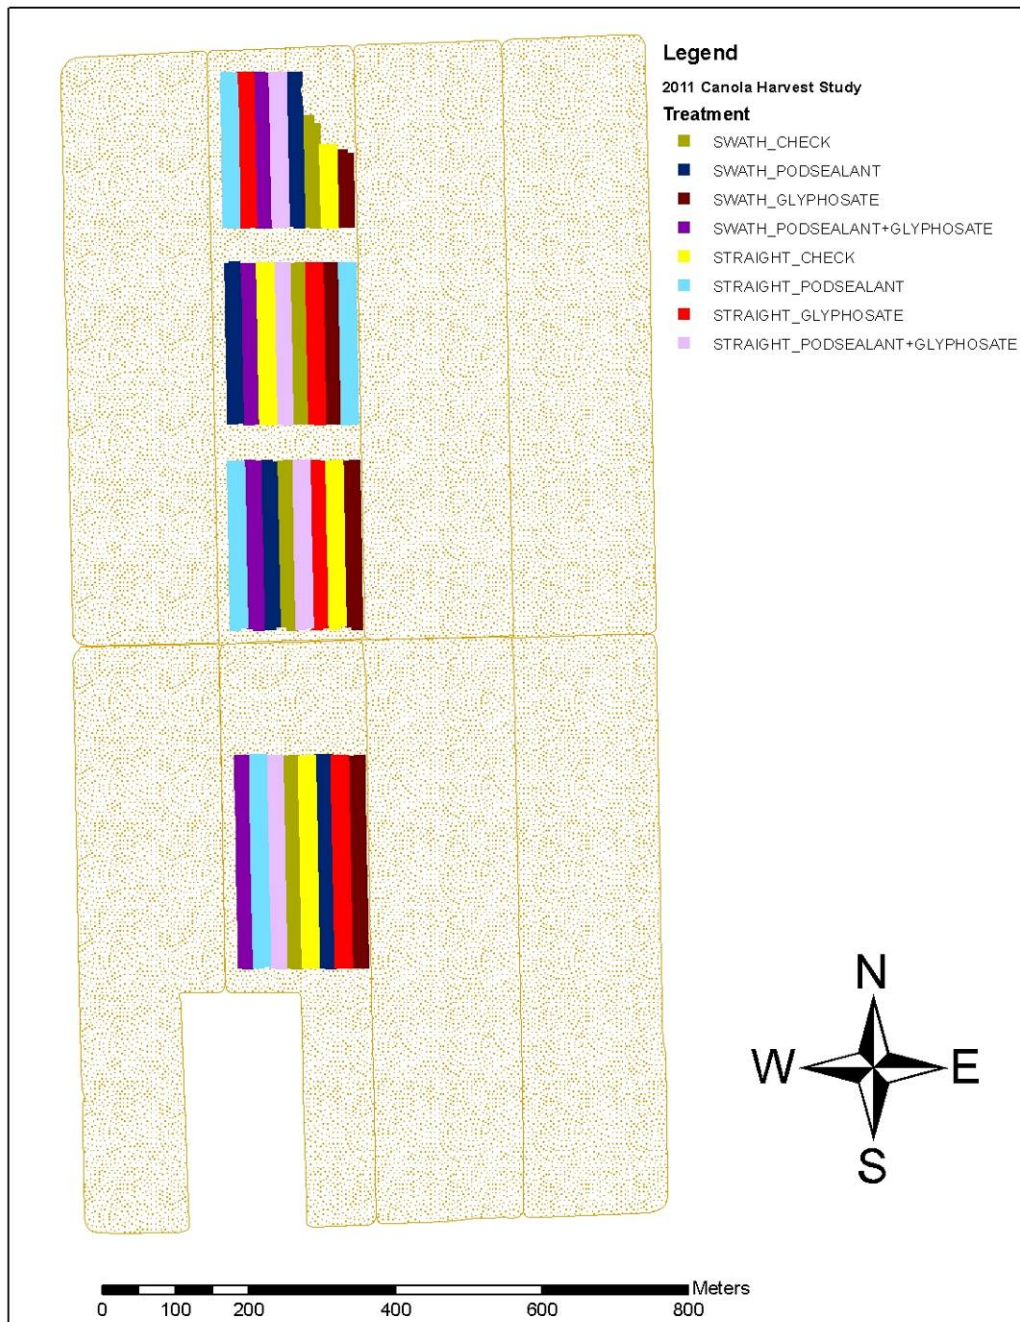 Legend
2011 Canola Harvest Study
Treatment
SWATH_CHECK
SWATH_PODSEALANT
SWATH_GLYPHOSATE
SWATH_PODSEALANT+GLYPHOSATE
STRAIGHT_CHECK
STRAIGHT_PODSEALANT
STRAIGHT_GLYPHOSATE
STRAIGHT_PODSEALANT+GLYPHOSATE
N
W E
S
Meters
0 100 200 400 600 800